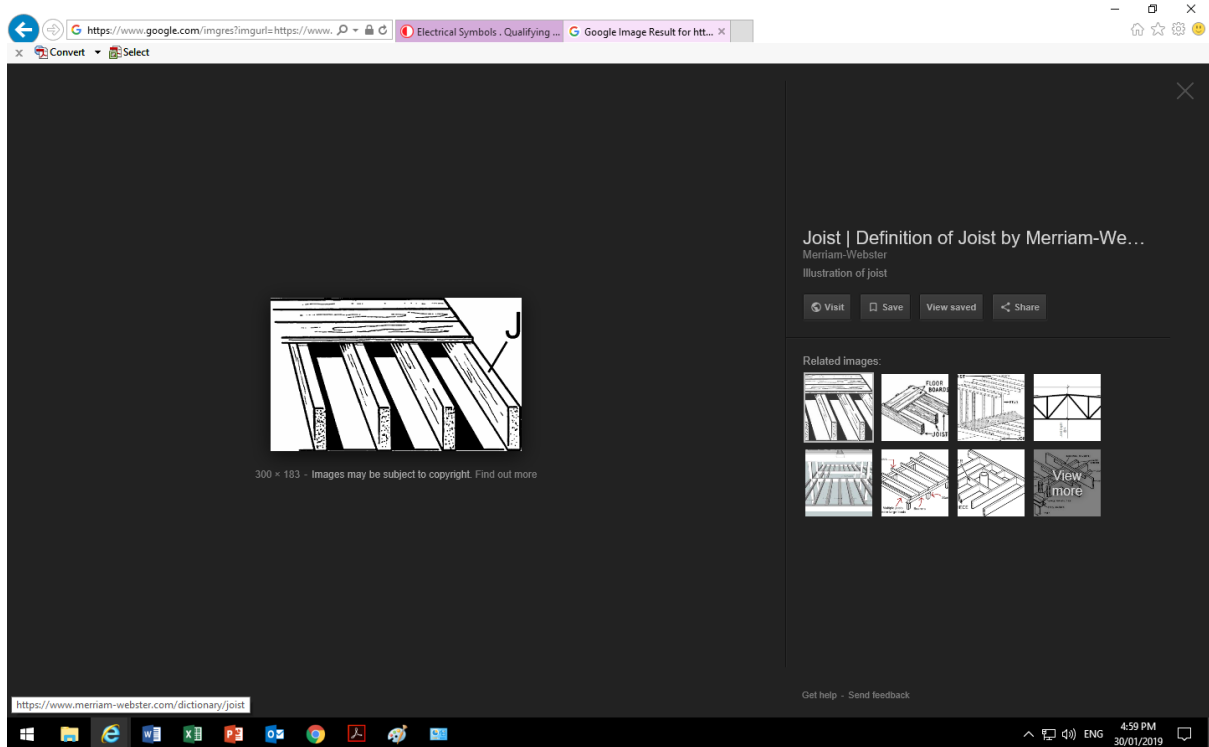 https://www.google.com/imgres?imgurl=https://www.
Electrical Symbols . Qualifying ...
Google Image Result for htt...
x Convert Select
Joist | Definition of Joist by Merriam-We...
Merriam-Webster
Illustration of joist
Visit Save View saved Share
J
300 × 183 - Images may be subject to copyright. Find out more
Related images:
FLOOR
BOARDS
JOIST
View
more
Get help - Send feedback
https://www.merriam-webster.com/dictionary/joist
ENG
4:59 PM
30/01/2019